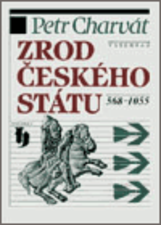 Petr Charvát
VYŠEHRAD
ZROD
ČESKÉHO
STÁTU
568-1055